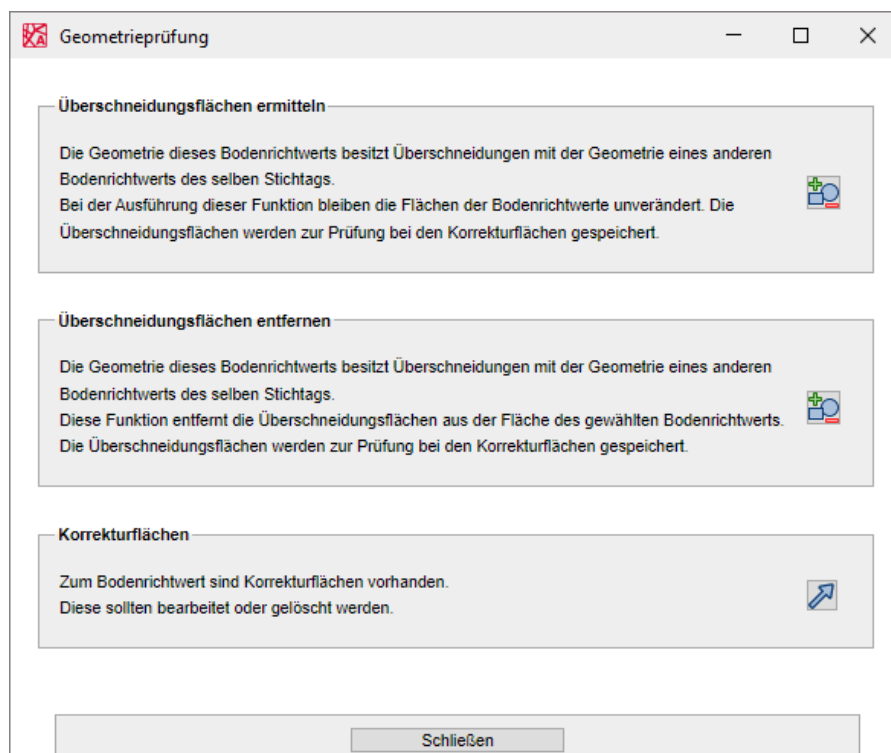 Geometrieprüfung
Überschneidungsflächen ermitteln
Die Geometrie dieses Bodenrichtwerts besitzt Überschneidungen mit der Geometrie eines anderen
Bodenrichtwerts des selben Stichtags.
Bei der Ausführung dieser Funktion bleiben die Flächen der Bodenrichtwerte unverändert. Die
Überschneidungsflächen werden zur Prüfung bei den Korrekturflächen gespeichert.
Überschneidungsflächen entfernen
Die Geometrie dieses Bodenrichtwerts besitzt Überschneidungen mit der Geometrie eines anderen
Bodenrichtwerts des selben Stichtags.
Diese Funktion entfernt die Überschneidungsflächen aus der Fläche des gewählten Bodenrichtwerts.
Die Überschneidungsflächen werden zur Prüfung bei den Korrekturflächen gespeichert.
Korrekturflächen
Zum Bodenrichtwert sind Korrekturflächen vorhanden.
Diese sollten bearbeitet oder gelöscht werden.
Schließen